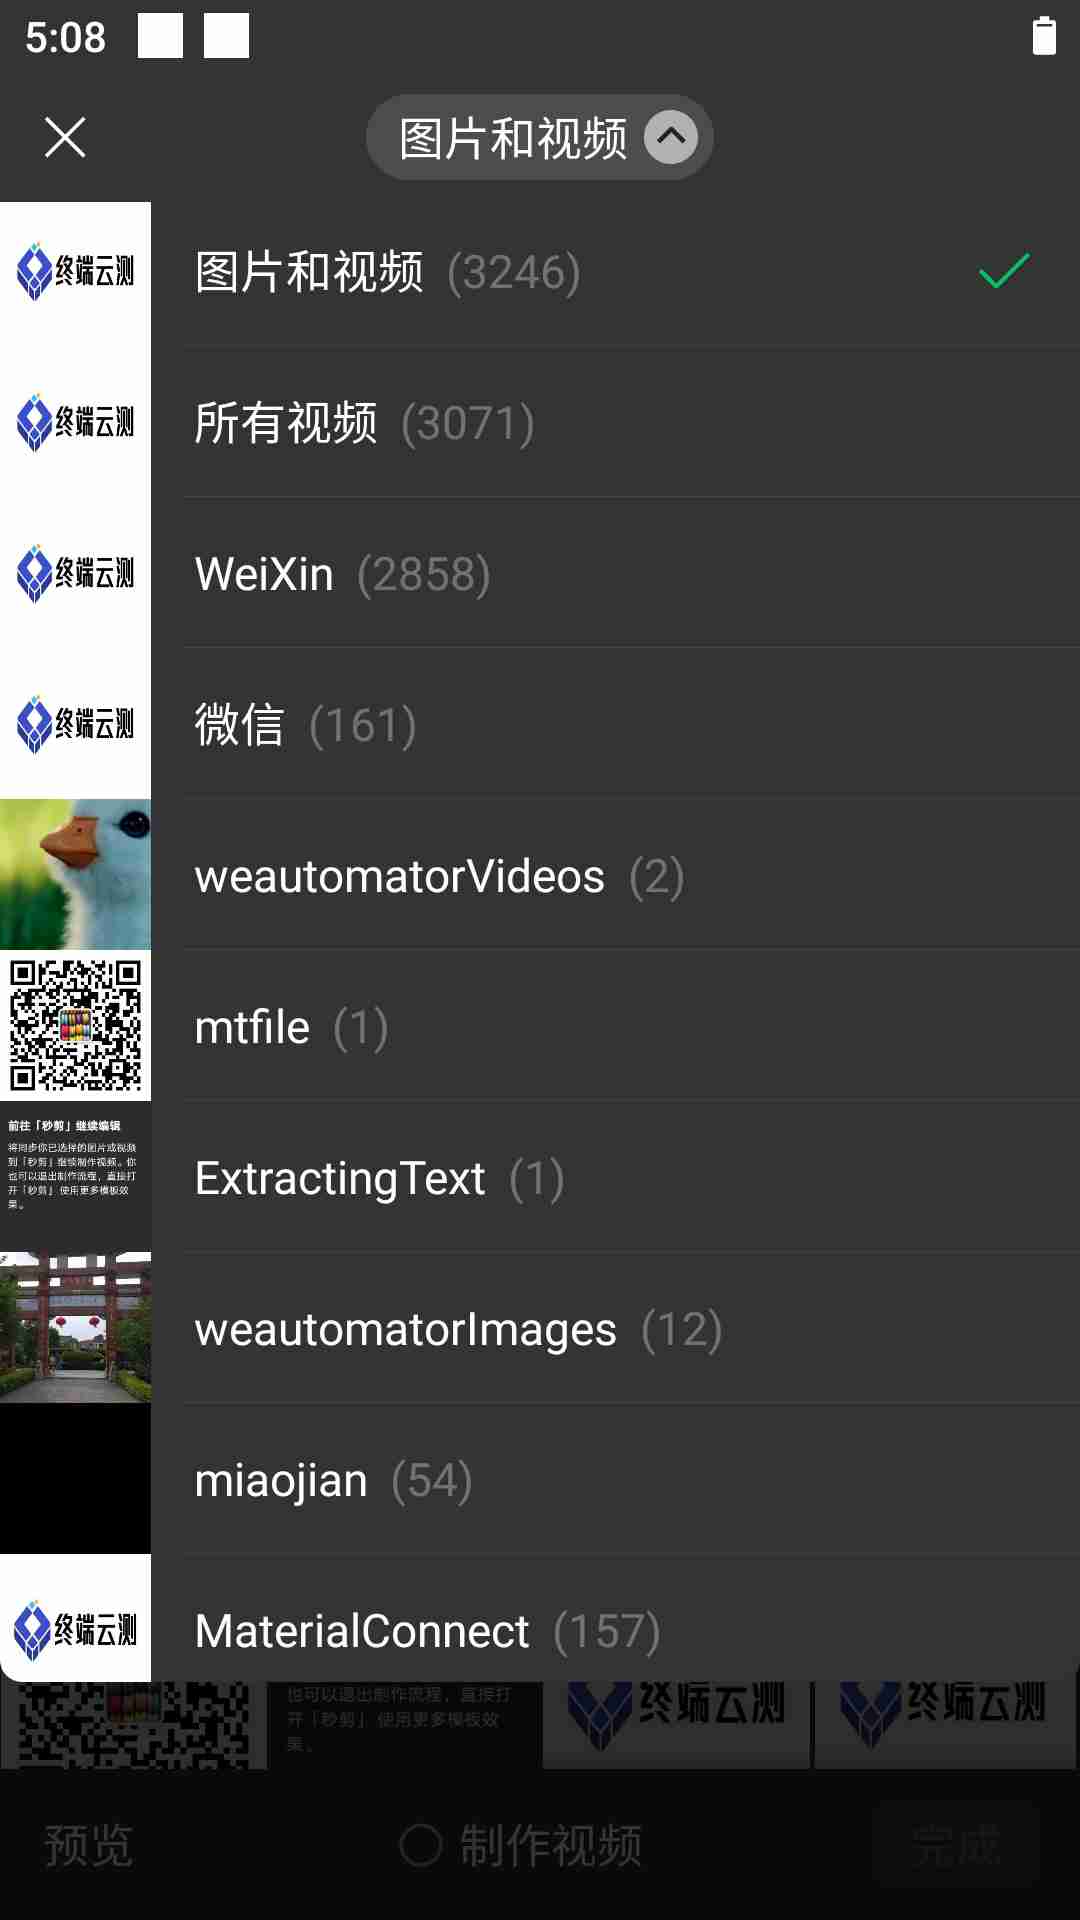 5:08
图片和视频
终端云测
图片和视频 (3246)
终端云测
所有视频 (3071)
终端云测
WeiXin (2858)
终端云测
微信 (161)
weautomatorVideos (2)
mtfile (1)
前往「秒剪」继续编辑
将同步你已选择的图片或视频
到「秒剪」继续制作视频。你
也可以退出制作流程，直接打
开「秒剪」使用更多模板效
果。
ExtractingText (1)
weautomatorImages (12)
miaojian (54)
终端云测
MaterialConnect (157)
也可以退出制作流程，直接打
开「秒剪」使用更多模板效
果。
终端云测
终端云测
预览
制作视频
完成